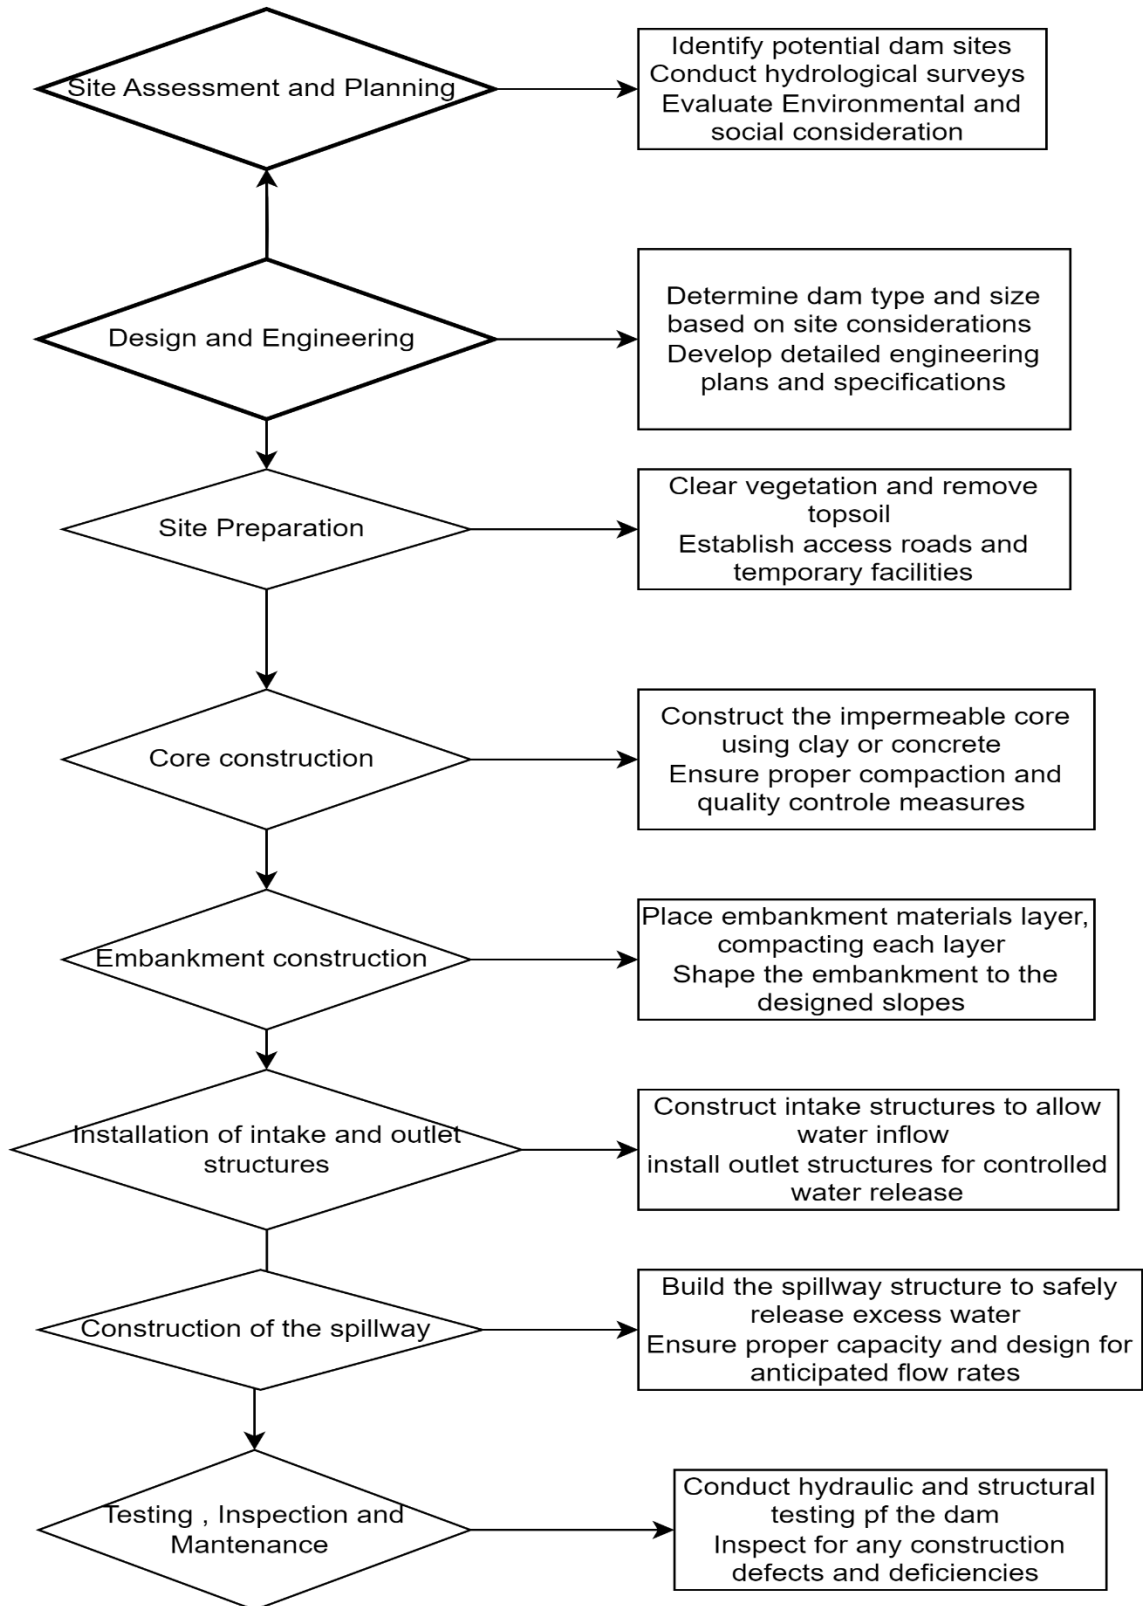 Site Assessment and Planning
Identify potential dam sites
Conduct hydrological surveys
Evaluate Environmental and
social consideration
Design and Engineering
Determine dam type and size
based on site considerations
Develop detailed engineering
plans and specifications
Site Preparation
Clear vegetation and remove
topsoil
Establish access roads and
temporary facilities
Core construction
Construct the impermeable core
using clay or concrete
Ensure proper compaction and
quality controle measures
Embankment construction
Place embankment materials layer,
compacting each layer
Shape the embankment to the
designed slopes
Installation of intake and outlet
structures
Construct intake structures to allow
water inflow
install outlet structures for controlled
water release
Construction of the spillway
Build the spillway structure to safely
release excess water
Ensure proper capacity and design for
anticipated flow rates
Testing , Inspection and
Mantenance
Conduct hydraulic and structural
testing pf the dam
Inspect for any construction
defects and deficiencies